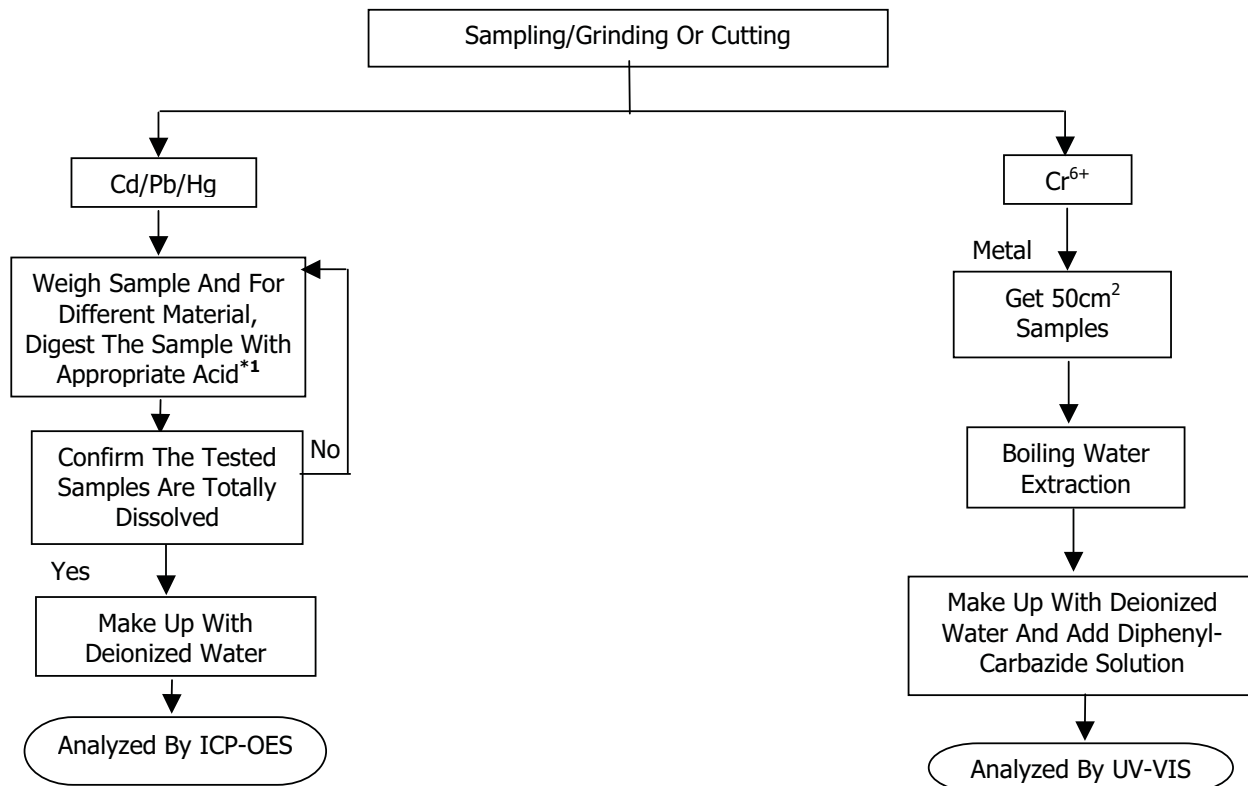 Sampling/Grinding Or Cutting
Cd/Pb/Hg
Weigh Sample And For
Different Material,
Digest The Sample With
Appropriate Acid*1
Confirm The Tested
Samples Are Totally
Dissolved
No
Yes
Make Up With
Deionized Water
Analyzed By ICP-OES
Cr6+
Metal
Get 50cm2
Samples
Boiling Water
Extraction
Make Up With Deionized
Water And Add Diphenyl-
Carbazide Solution
Analyzed By UV-VIS